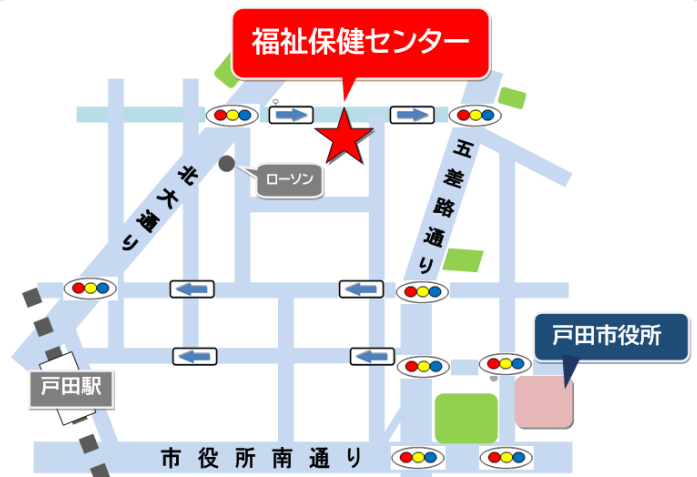 福祉保健センター
ローソン
北大通り
五差路通り
戸田市役所
戸田駅
市役所南通り